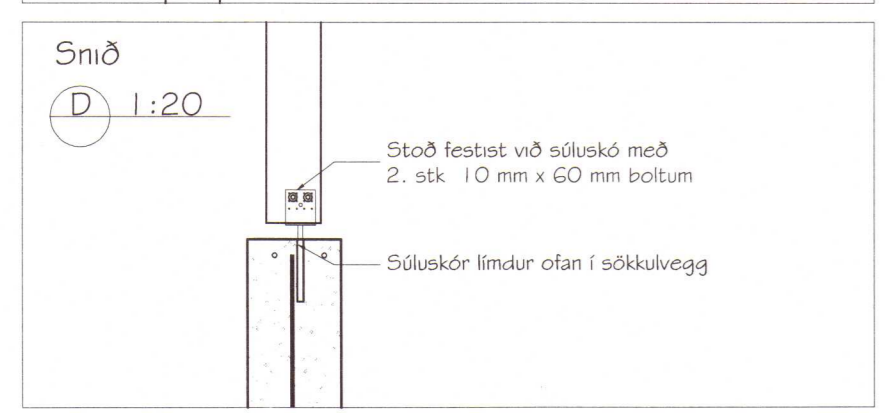 Snið
D 1:20
Stoð festist við súluskó með
2. stk 10 mm x 60 mm boltum
Súluskór límdur ofan í sökkulvegg